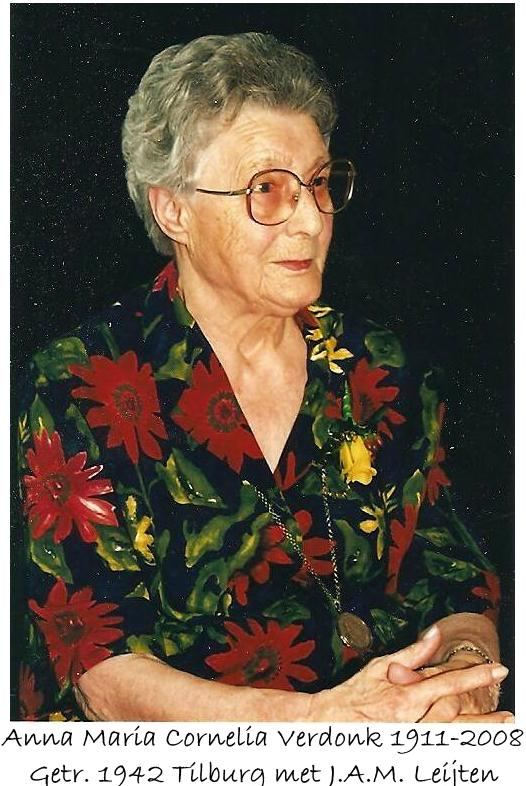 Anna Maria Cornelia Verdonk 1911-2008
Getr. 1942 Tilburg met J.A.M. Leijten